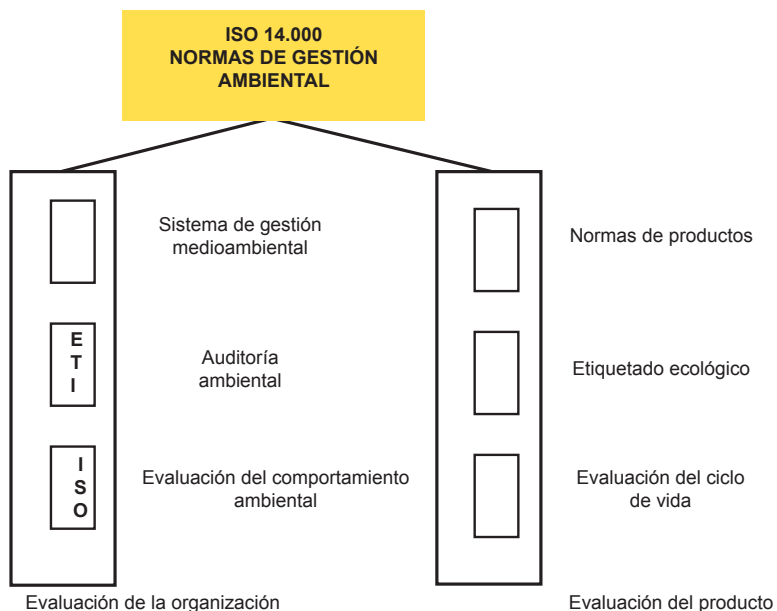 ISO 14.000
NORMAS DE GESTIÓN
AMBIENTAL
Sistema de gestión
medioambiental
E
T
I
Auditoría
ambiental
I
S
O
Evaluación del comportamiento
ambiental
Evaluación de la organización
Normas de productos
Etiquetado ecológico
Evaluación del ciclo
de vida
Evaluación del producto